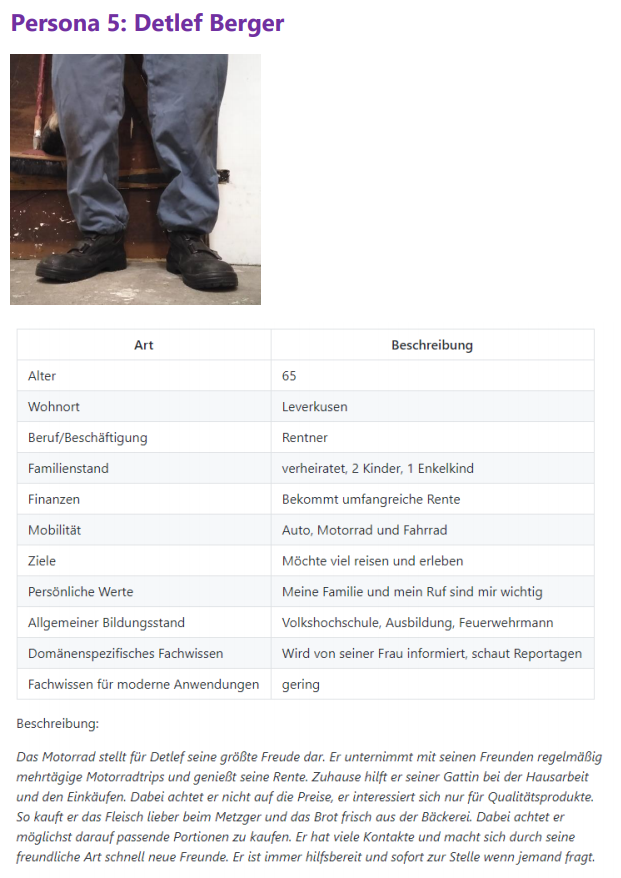 Persona 5: Detlef Berger
Art Beschreibung
Alter 65
Wohnort Leverkusen
Beruf/Beschäftigung Rentner
Familienstand verheiratet, 2 Kinder, 1 Enkelkind
Finanzen Bekommt umfangreiche Rente
Mobilität Auto, Motorrad und Fahrrad
Ziele Möchte viel reisen und erleben
Persönliche Werte Meine Familie und mein Ruf sind mir wichtig
Allgemeiner Bildungsstand Volkshochschule, Ausbildung, Feuerwehrmann
Domänenspezifisches Fachwissen Wird von seiner Frau informiert, schaut Reportagen
Fachwissen für moderne Anwendungen gering
Beschreibung:
Das Motorrad stellt für Detlef seine größte Freude dar. Er unternimmt mit seinen Freunden regelmäßig
mehrtägige Motorradtrips und genießt seine Rente. Zuhause hilft er seiner Gattin bei der Hausarbeit
und den Einkäufen. Dabei achtet er nicht auf die Preise, er interessiert sich nur für Qualitätsprodukte.
So kauft er das Fleisch lieber beim Metzger und das Brot frisch aus der Bäckerei. Dabei achtet er
möglichst darauf passende Portionen zu kaufen. Er hat viele Kontakte und macht sich durch seine
freundliche Art schnell neue Freunde. Er ist immer hilfsbereit und sofort zur Stelle wenn jemand fragt.